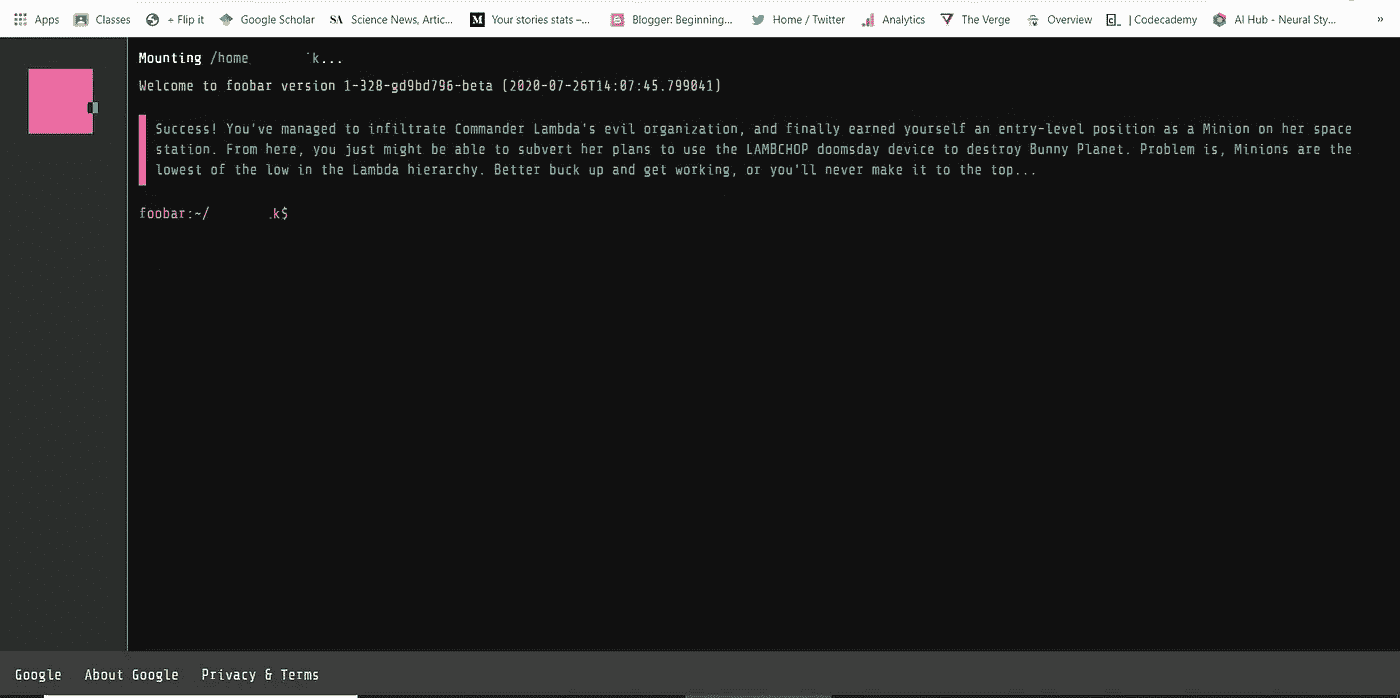 Apps Classes + Flip it Google Scholar SA Science News, Artic... M Your stories stats –... Blogger: Beginning... Home / Twitter Analytics The Verge Overview | Codecademy AI Hub - Neural Sty... »
Mounting /home k...
Welcome to foobar version 1-328-gd9bd796-beta (2020-07-26T14:07:45.799041)
Success! You've managed to infiltrate Commander Lambda's evil organization, and finally earned yourself an entry-level position as a Minion on her space
station. From here, you just might be able to subvert her plans to use the LAMBCHOP doomsday device to destroy Bunny Planet. Problem is, Minions are the
lowest of the low in the Lambda hierarchy. Better buck up and get working, or you'll never make it to the top...
foobar:~/ .k$
Google About Google Privacy & Terms